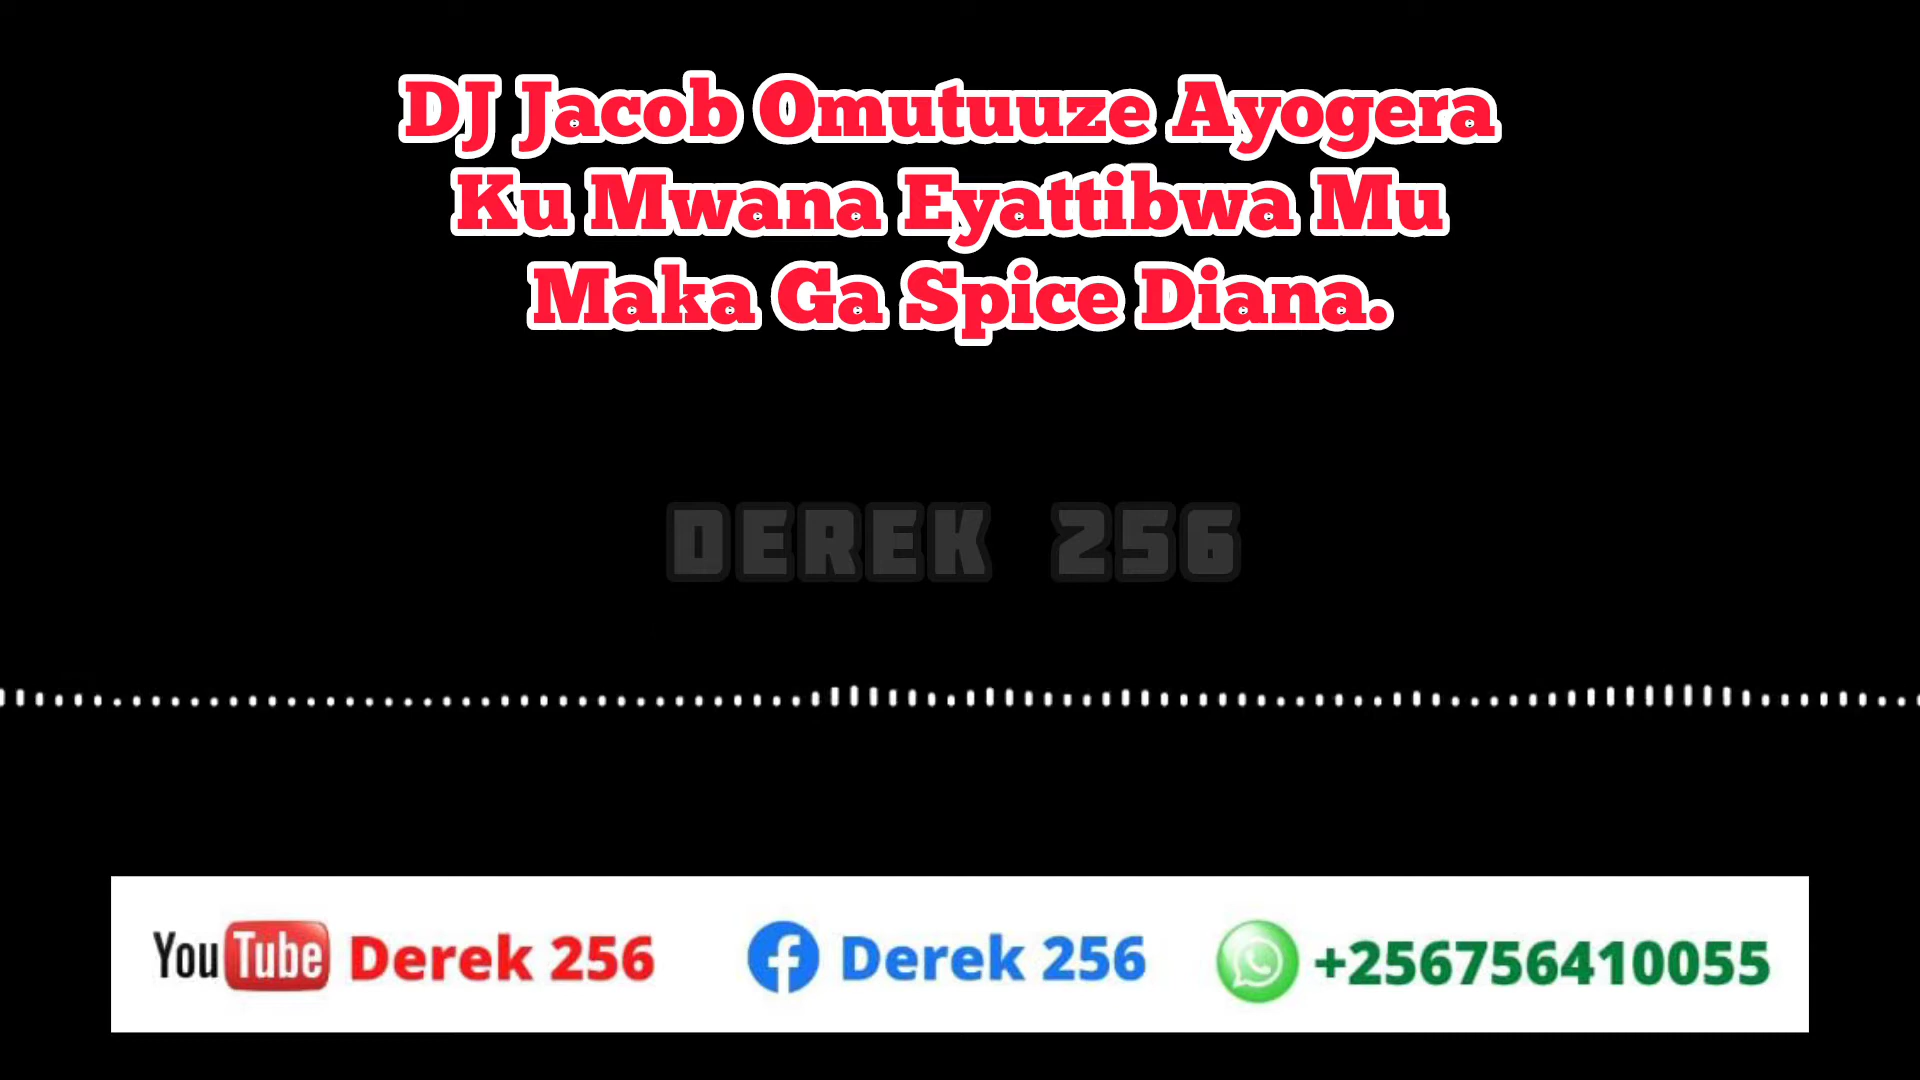 DJ Jacob Omutuuze Ayogera
Ku Mwana Eyattibwa Mu
Maka Ga Spice Diana.
DEREK 256
YouTube Derek 256
Derek 256
+256756410055